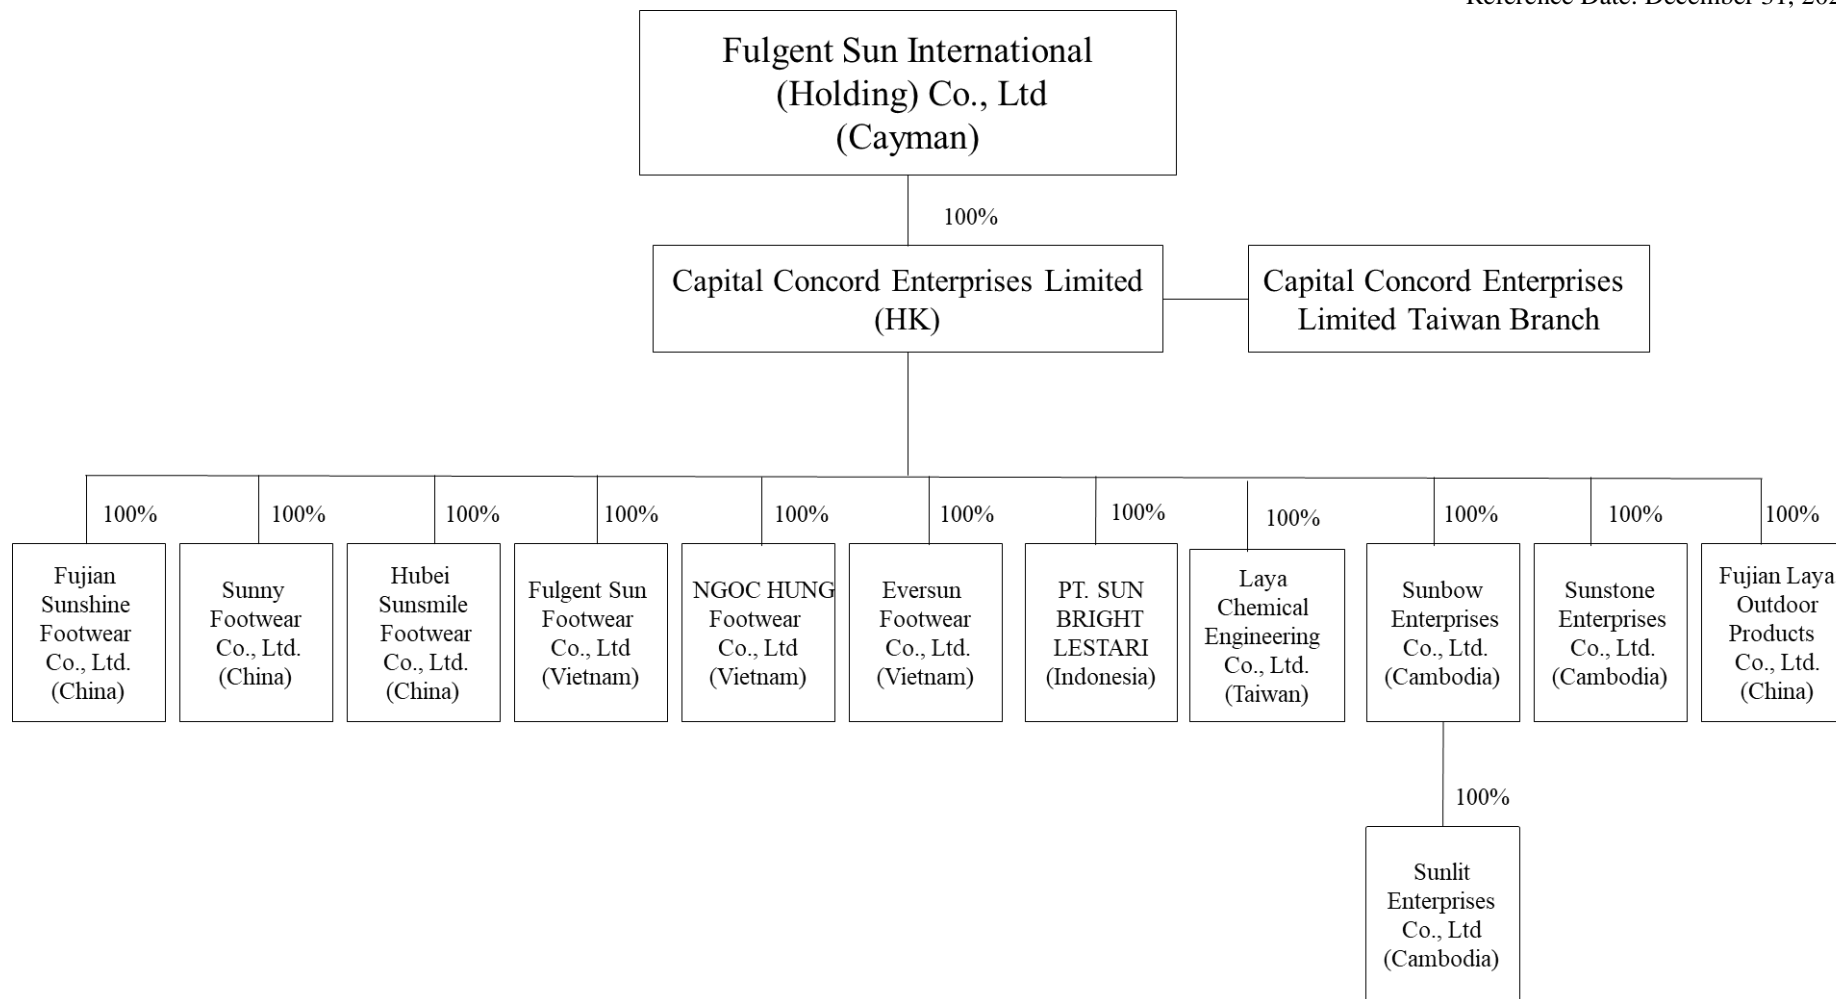 Reference Date: December 31,
Fulgent Sun International
(Holding) Co., Ltd
(Cayman)
100%
Capital Concord Enterprises Limited
(HK)
Capital Concord Enterprises
Limited Taiwan Branch
100%
100%
100%
100%
100%
100%
100%
100%
100%
100%
100%
Fujian
Sunshine
Footwear
Co., Ltd.
(China)
Sunny
Footwear
Co., Ltd.
(China)
Hubei
Sunsmile
Footwear
Co., Ltd.
(China)
Fulgent Sun
Footwear
Co., Ltd
(Vietnam)
NGOC HUNG
Footwear
Co., Ltd
(Vietnam)
Eversun
Footwear
Co., Ltd.
(Vietnam)
PT. SUN
BRIGHT
LESTARI
(Indonesia)
Laya
Chemical
Engineering
Co., Ltd.
(Taiwan)
Sunbow
Enterprises
Co., Ltd.
(Cambodia)
Sunstone
Enterprises
Co., Ltd.
(Cambodia)
Fujian Laya
Outdoor
Products
Co., Ltd.
(China)
100%
Sunlit
Enterprises
Co., Ltd
(Cambodia)